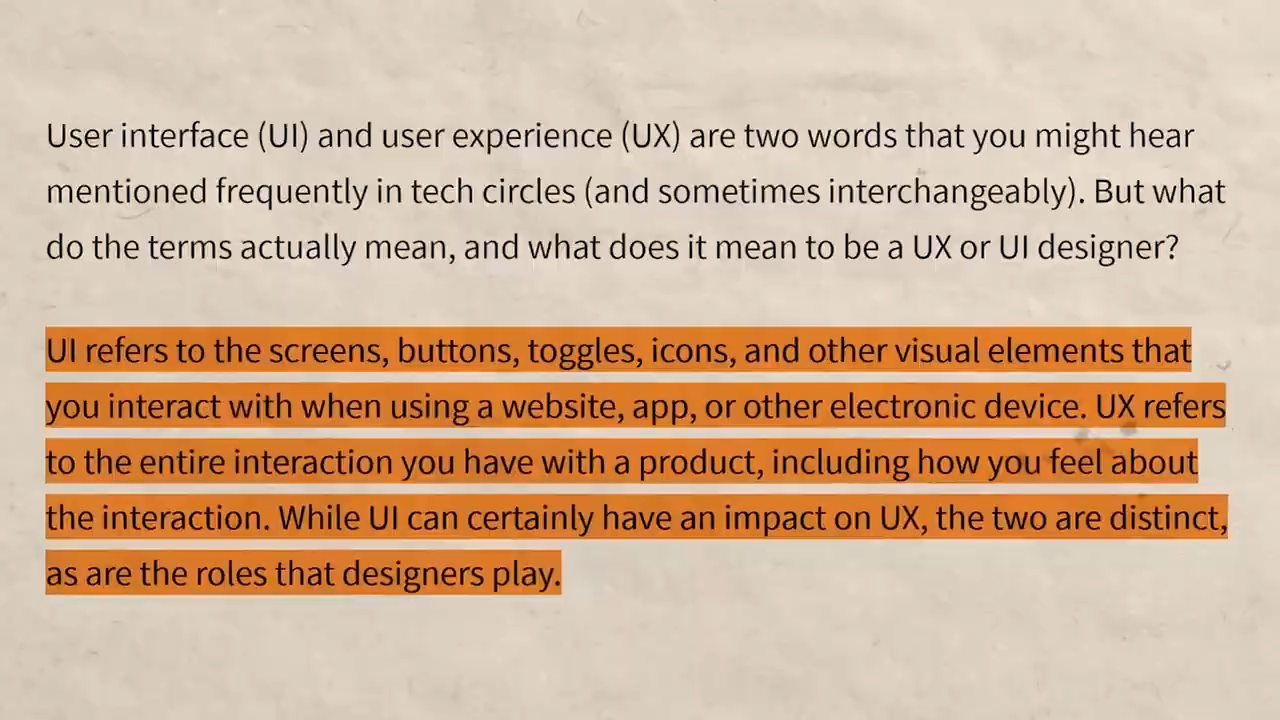 User interface (UI) and user experience (UX) are two words that you might hear
mentioned frequently in tech circles (and sometimes interchangeably). But what
do the terms actually mean, and what does it mean to be a UX or UI designer?
UI refers to the screens, buttons, toggles, icons, and other visual elements that
you interact with when using a website, app, or other electronic device. UX refers
to the entire interaction you have with a product, including how you feel about
the interaction. While UI can certainly have an impact on UX, the two are distinct,
as are the roles that designers play.